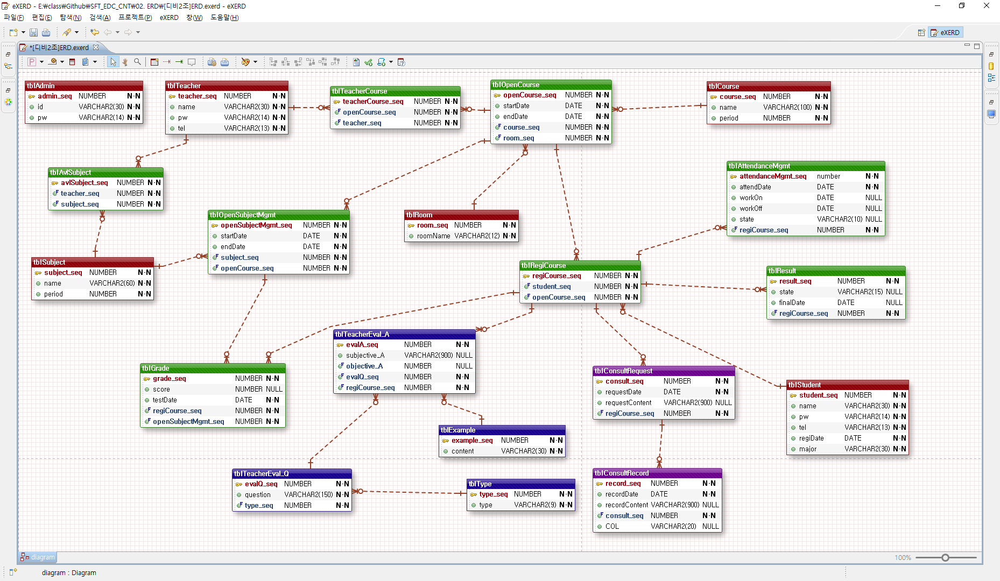 eXERD - E:₩class₩Github₩SFT_EDC_CNT₩02. ERD₩[디비2조]ERD.exerd - eXERD
파일(F) 편집(E) 탐색(N) 검색(A) 프로젝트(P) eXERD 창(W) 도움말(H)
eXERD
*[디비2조]ERD.exerd
tblAdmin
admin_seq NUMBER N-N
id VARCHAR2(30) N-N
pw VARCHAR2(14) N-N
tblTeacher
teacher_seq NUMBER N-N
name VARCHAR2(30) N-N
pw VARCHAR2(14) N-N
tel VARCHAR2(13) N-N
tblTeacherCourse
teacherCourse_seq NUMBER N-N
openCourse_seq NUMBER N-N
teacher_seq NUMBER N-N
tblOpenCourse
openCourse_seq NUMBER N-N
startDate DATE N-N
endDate DATE N-N
course_seq NUMBER N-N
room_seq NUMBER N-N
tblCourse
course_seq NUMBER N-N
name VARCHAR2(100) N-N
period NUMBER N-N
tblAvlSubject
avlSubject_seq NUMBER N-N
teacher_seq NUMBER N-N
subject_seq NUMBER N-N
tblAttendanceMgmt
attendanceMgmt_seq number N-N
attendDate DATE N-N
workOn DATE NULL
workOff DATE NULL
state VARCHAR2(10) NULL
regiCourse_seq NUMBER N-N
tblOpenSubjectMgmt
openSubjectMgmt_seq NUMBER N-N
startDate DATE N-N
endDate DATE N-N
subject_seq NUMBER N-N
openCourse_seq NUMBER N-N
tblRoom
room_seq NUMBER N-N
roomName VARCHAR2(12) N-N
tblSubject
subject_seq NUMBER N-N
name VARCHAR2(60) N-N
period NUMBER N-N
tblRegiCourse
regiCourse_seq NUMBER N-N
student_seq NUMBER N-N
openCourse_seq NUMBER N-N
tblResult
result_seq NUMBER N-N
state VARCHAR2(15) NULL
finalDate DATE NULL
regiCourse_seq NUMBER N-N
tblTeacherEval_A
evalA_seq NUMBER N-N
subjective_A VARCHAR2(900) NULL
objective_A NUMBER NULL
evalQ_seq NUMBER N-N
regiCourse_seq NUMBER N-N
tblGrade
grade_seq NUMBER N-N
score NUMBER NULL
testDate DATE N-N
regiCourse_seq NUMBER N-N
openSubjectMgmt_seq NUMBER N-N
tblConsultRequest
consult_seq NUMBER N-N
requestDate DATE N-N
requestContent VARCHAR2(900) NULL
regiCourse_seq NUMBER N-N
tblStudent
student_seq NUMBER N-N
name VARCHAR2(30) N-N
pw VARCHAR2(14) N-N
tel VARCHAR2(13) N-N
regiDate DATE N-N
major VARCHAR2(30) N-N
tblExample
example_seq NUMBER N-N
content VARCHAR2(30) N-N
tblTeacherEval_Q
evalQ_seq NUMBER N-N
question VARCHAR2(150) N-N
type_seq NUMBER N-N
tblType
type_seq NUMBER N-N
type VARCHAR2(9) N-N
tblConsultRecord
record_seq NUMBER N-N
recordDate DATE N-N
recordContent VARCHAR2(900) NULL
consult_seq NUMBER N-N
COL VARCHAR2(20) NULL
diagram
100%
diagram : Diagram